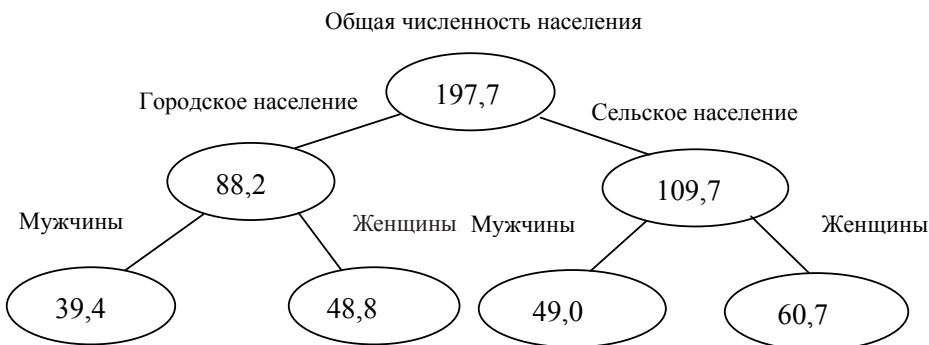 Общая численность населения
197,7
Городское население
Сельское население
88,2
109,7
Мужчины
Женщины
Мужчины
Женщины
39,4
48,8
49,0
60,7